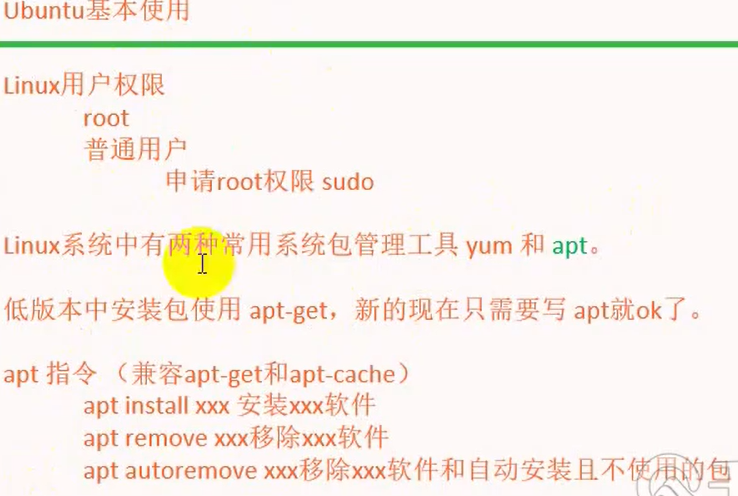 Ubuntu基本使用
Linux用户权限
root
普通用户
申请root权限 sudo
Linux系统中有两种常用系统包管理工具 yum 和 apt。
低版本中安装包使用 apt-get，新的现在只需要写 apt就ok了。
apt 指令 （兼容apt-get和apt-cache）
apt install xxx 安装xxx软件
apt remove xxx移除xxx软件
apt autoremove xxx移除xxx软件和自动安装且不使用的包